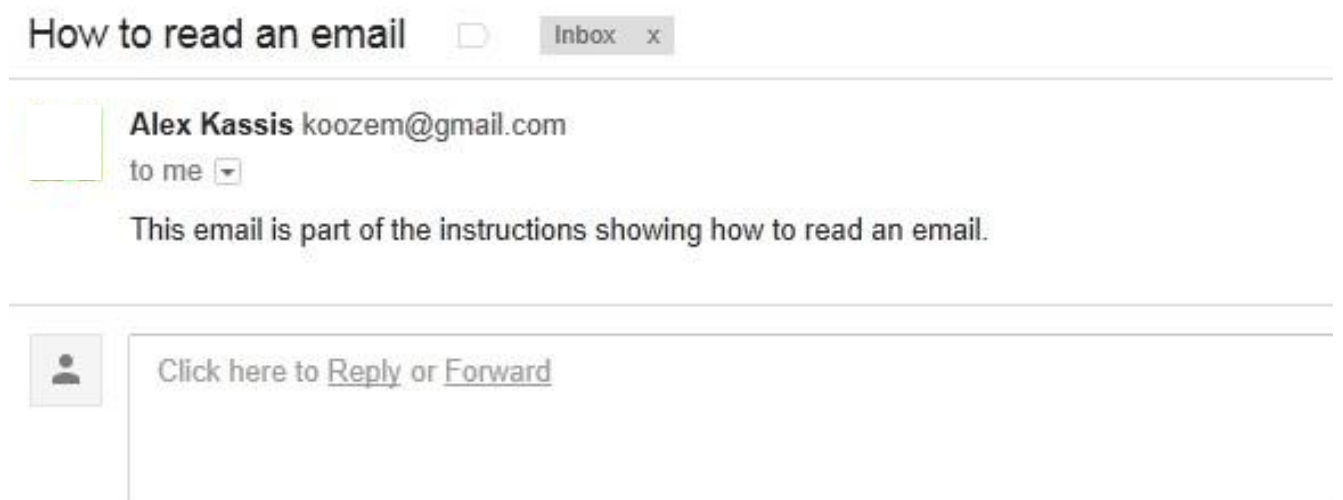 How to read an email Inbox x
Alex Kassis koozem@gmail.com
to me
This email is part of the instructions showing how to read an email.
Click here to Reply or Forward